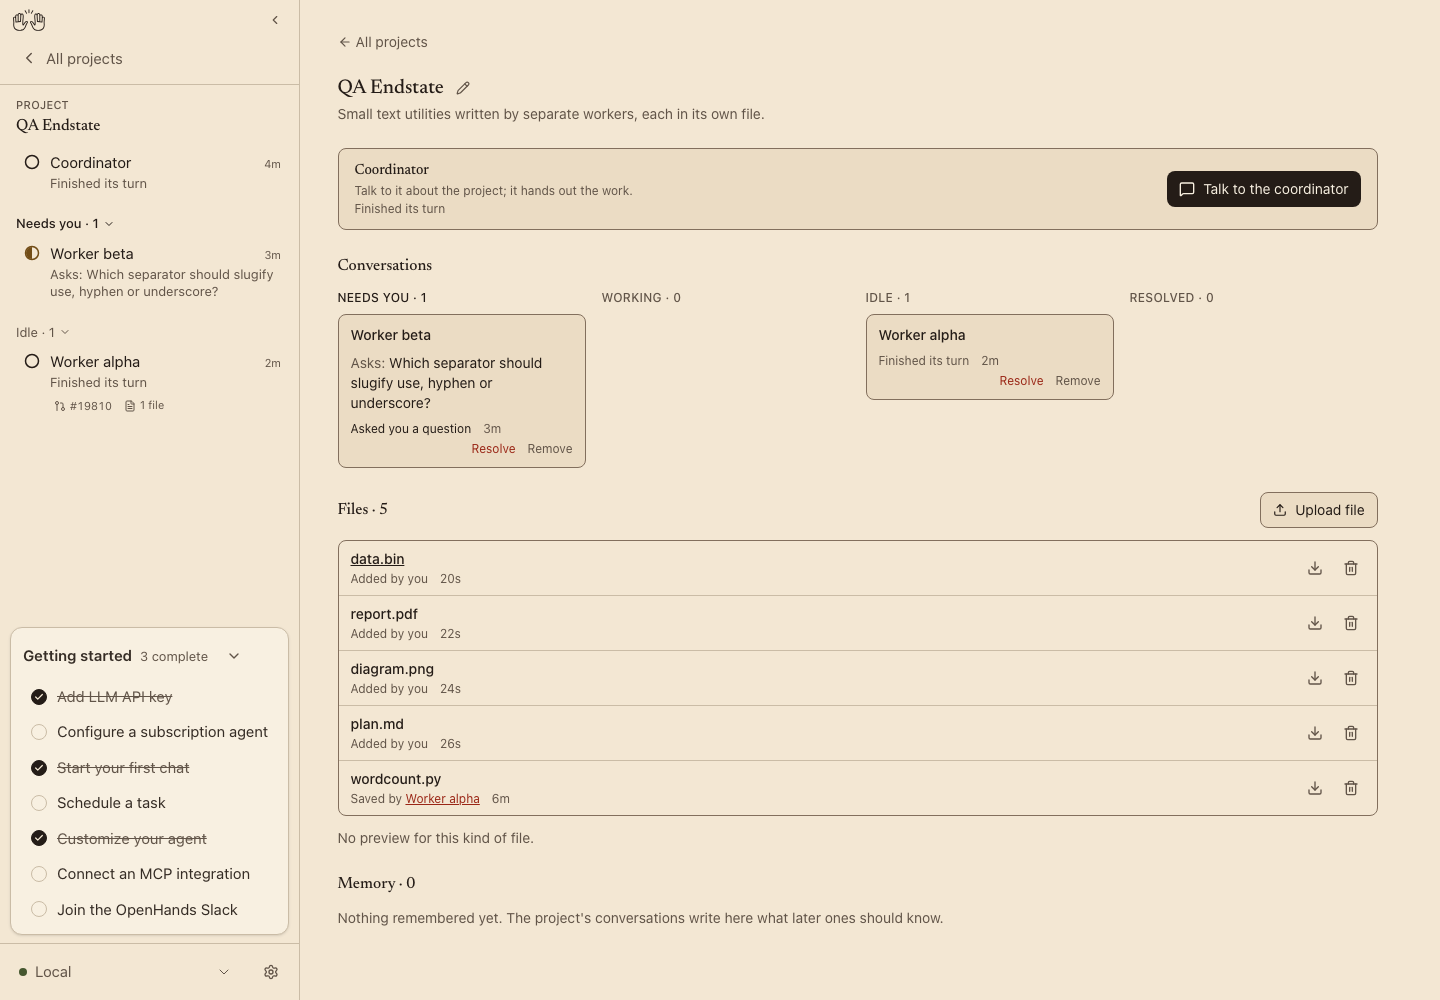 All projects
PROJECT
QA Endstate
Coordinator 4m
Finished its turn
Needs you · 1
Worker beta 3m
Asks: Which separator should slugify
use, hyphen or underscore?
Idle · 1
Worker alpha 2m
Finished its turn
#19810 1 file
Getting started 3 complete
Add LLM API key
Configure a subscription agent
Start your first chat
Schedule a task
Customize your agent
Connect an MCP integration
Join the OpenHands Slack
Local
All projects
QA Endstate
Small text utilities written by separate workers, each in its own file.
Coordinator
Talk to it about the project; it hands out the work.
Finished its turn
Talk to the coordinator
Conversations
NEEDS YOU · 1
Worker beta
Asks: Which separator should
slugify use, hyphen or
underscore?
Asked you a question 3m
Resolve Remove
WORKING · 0
IDLE · 1
Worker alpha
Finished its turn 2m
Resolve Remove
RESOLVED · 0
Files · 5
Upload file
data.bin
Added by you 20s
report.pdf
Added by you 22s
diagram.png
Added by you 24s
plan.md
Added by you 26s
wordcount.py
Saved by Worker alpha 6m
No preview for this kind of file.
Memory · 0
Nothing remembered yet. The project's conversations write here what later ones should know.